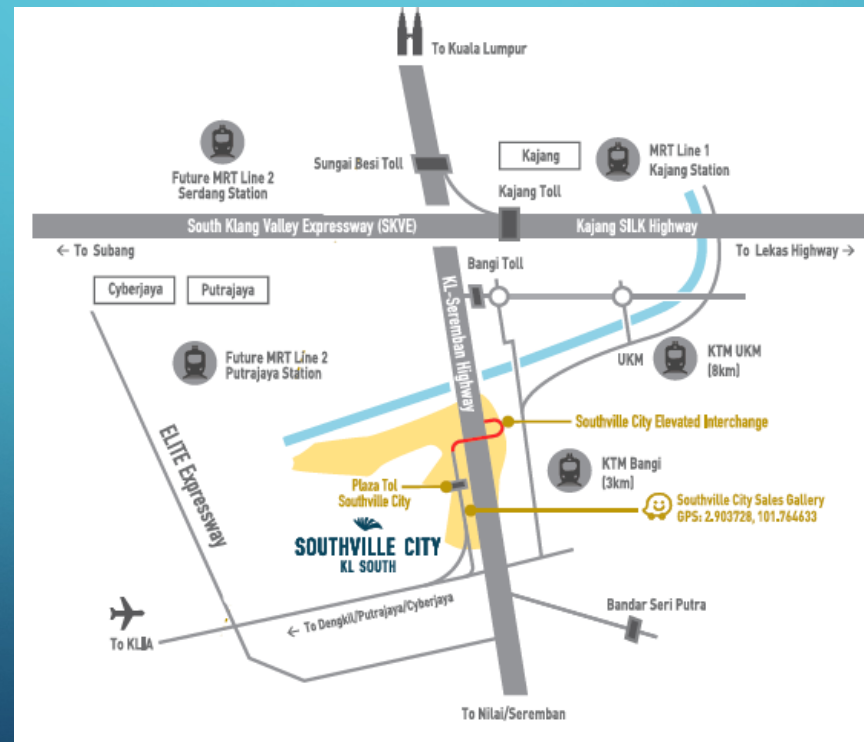 To Kuala Lumpur
Sungai Besi Toll
Kajang
MRT Line 1
Kajang Station
Future MRT Line 2
Serdang Station
Kajang Toll
South Klang Valley Expressway (SKVE)
Kajang SILK Highway
← To Subang
To Lekas Highway →
Bangi Toll
Cyberjaya
Putrajaya
KL-Seremban Highway
Future MRT Line 2
Putrajaya Station
UKM
KTM UKM
(8km)
Southville City Elevated Interchange
ELITE Expressway
KTM Bangi
(3km)
Plaza Tol
Southville City
Southville City Sales Gallery
GPS: 2.903728, 101.764633
SOUTHVILLE CITY
KL SOUTH
← To Dengkil/Putrajaya/Cyberjaya
Bandar Seri Putra
To KLIA
To Nilai/Seremban